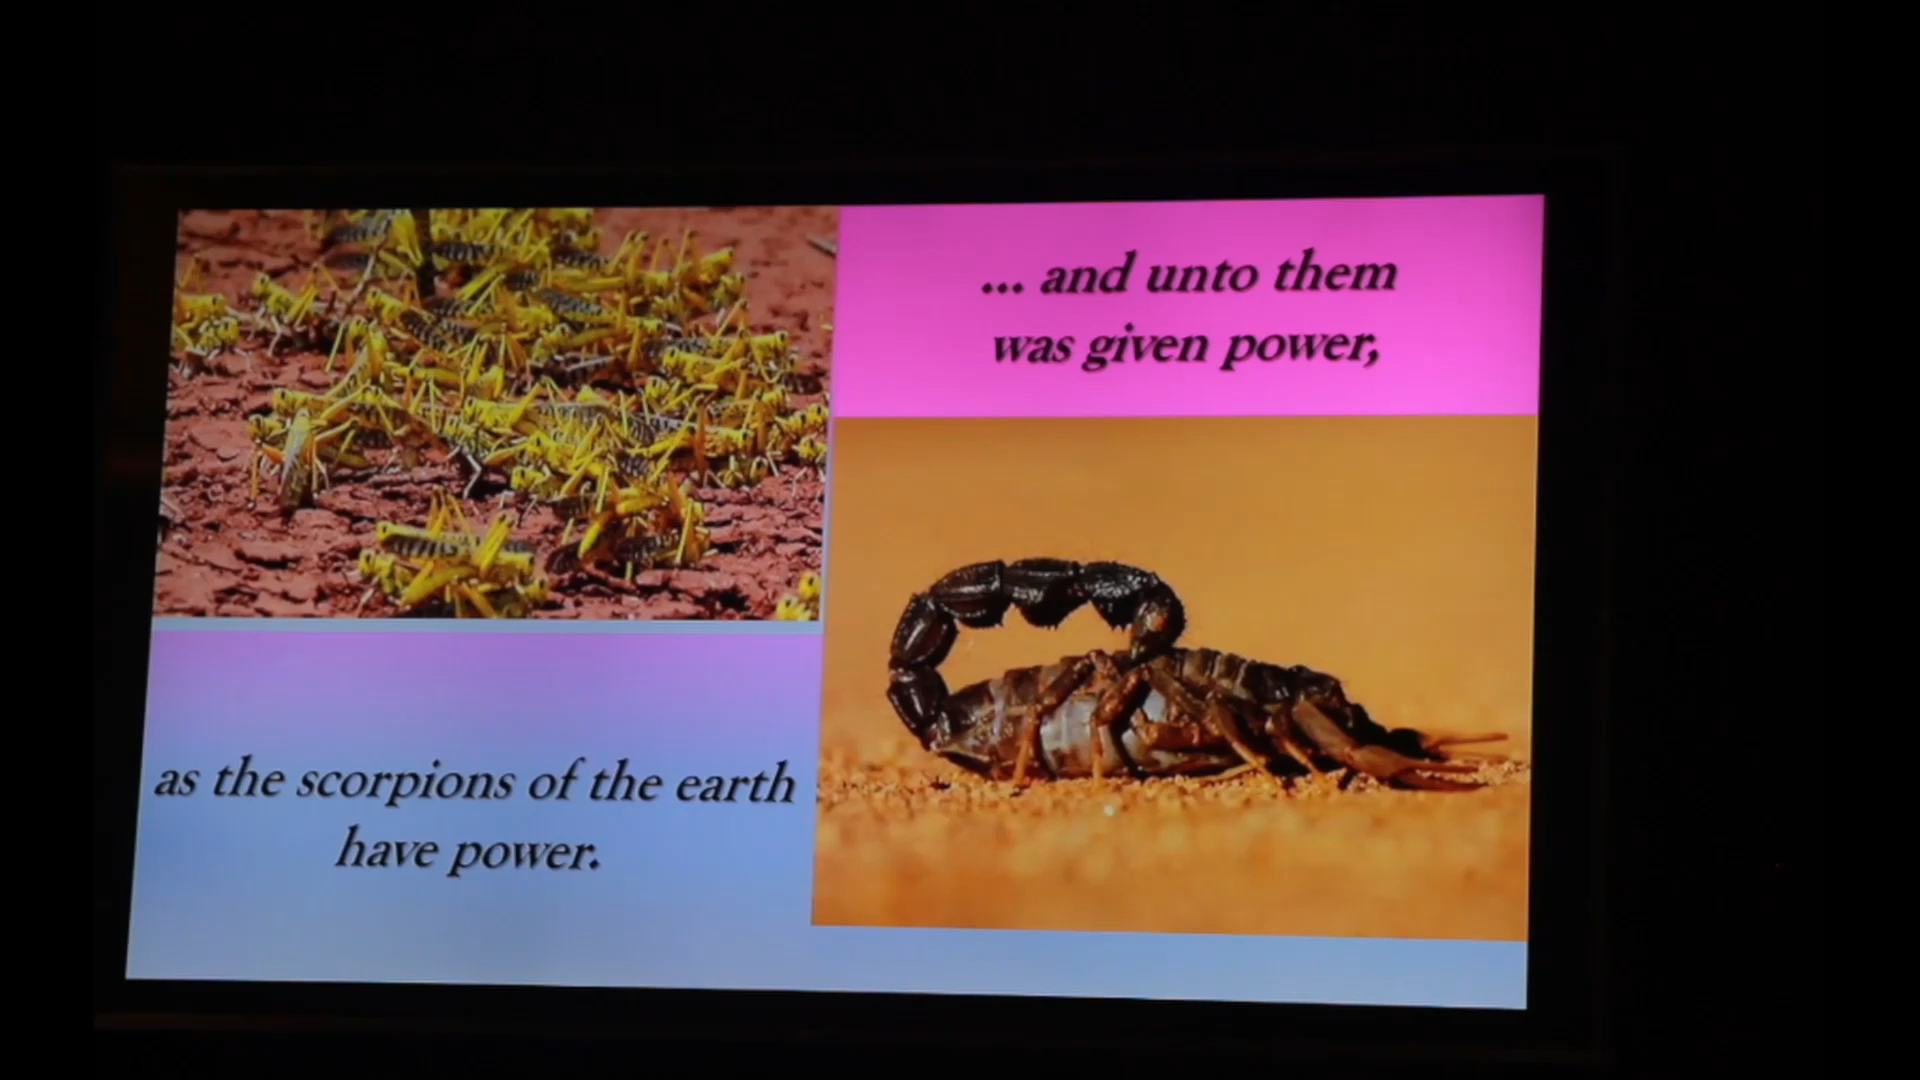 ... and unto them
was given power,
as the scorpions of the earth
have power.